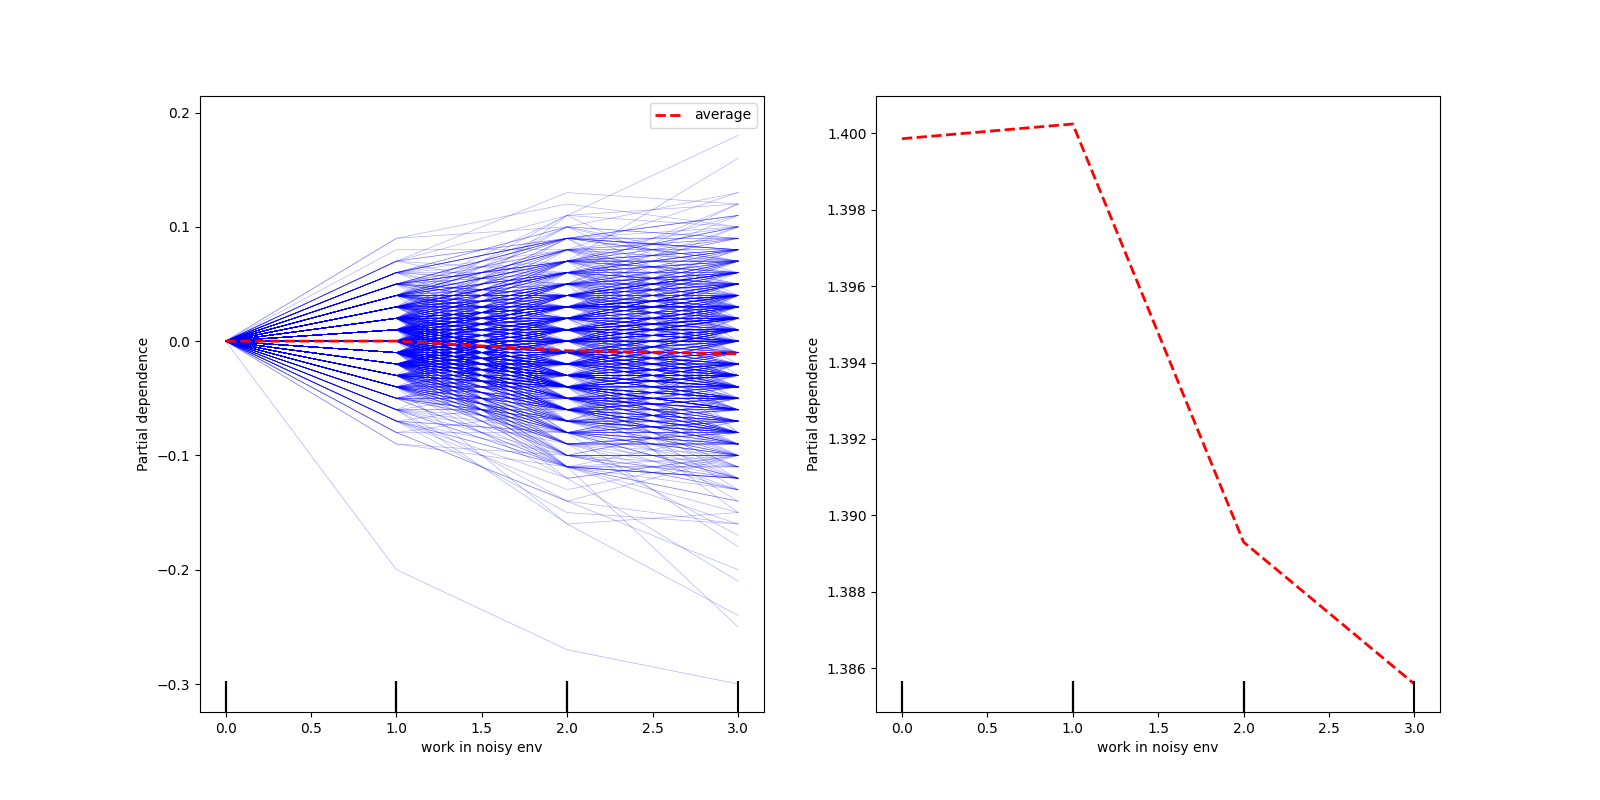 average
0.2
0.1
0.0
−0.1
−0.2
−0.3
Partial dependence
0.0 0.5 1.0 1.5 2.0 2.5 3.0
work in noisy env
1.400
1.398
1.396
1.394
1.392
1.390
1.388
1.386
Partial dependence
0.0 0.5 1.0 1.5 2.0 2.5 3.0
work in noisy env